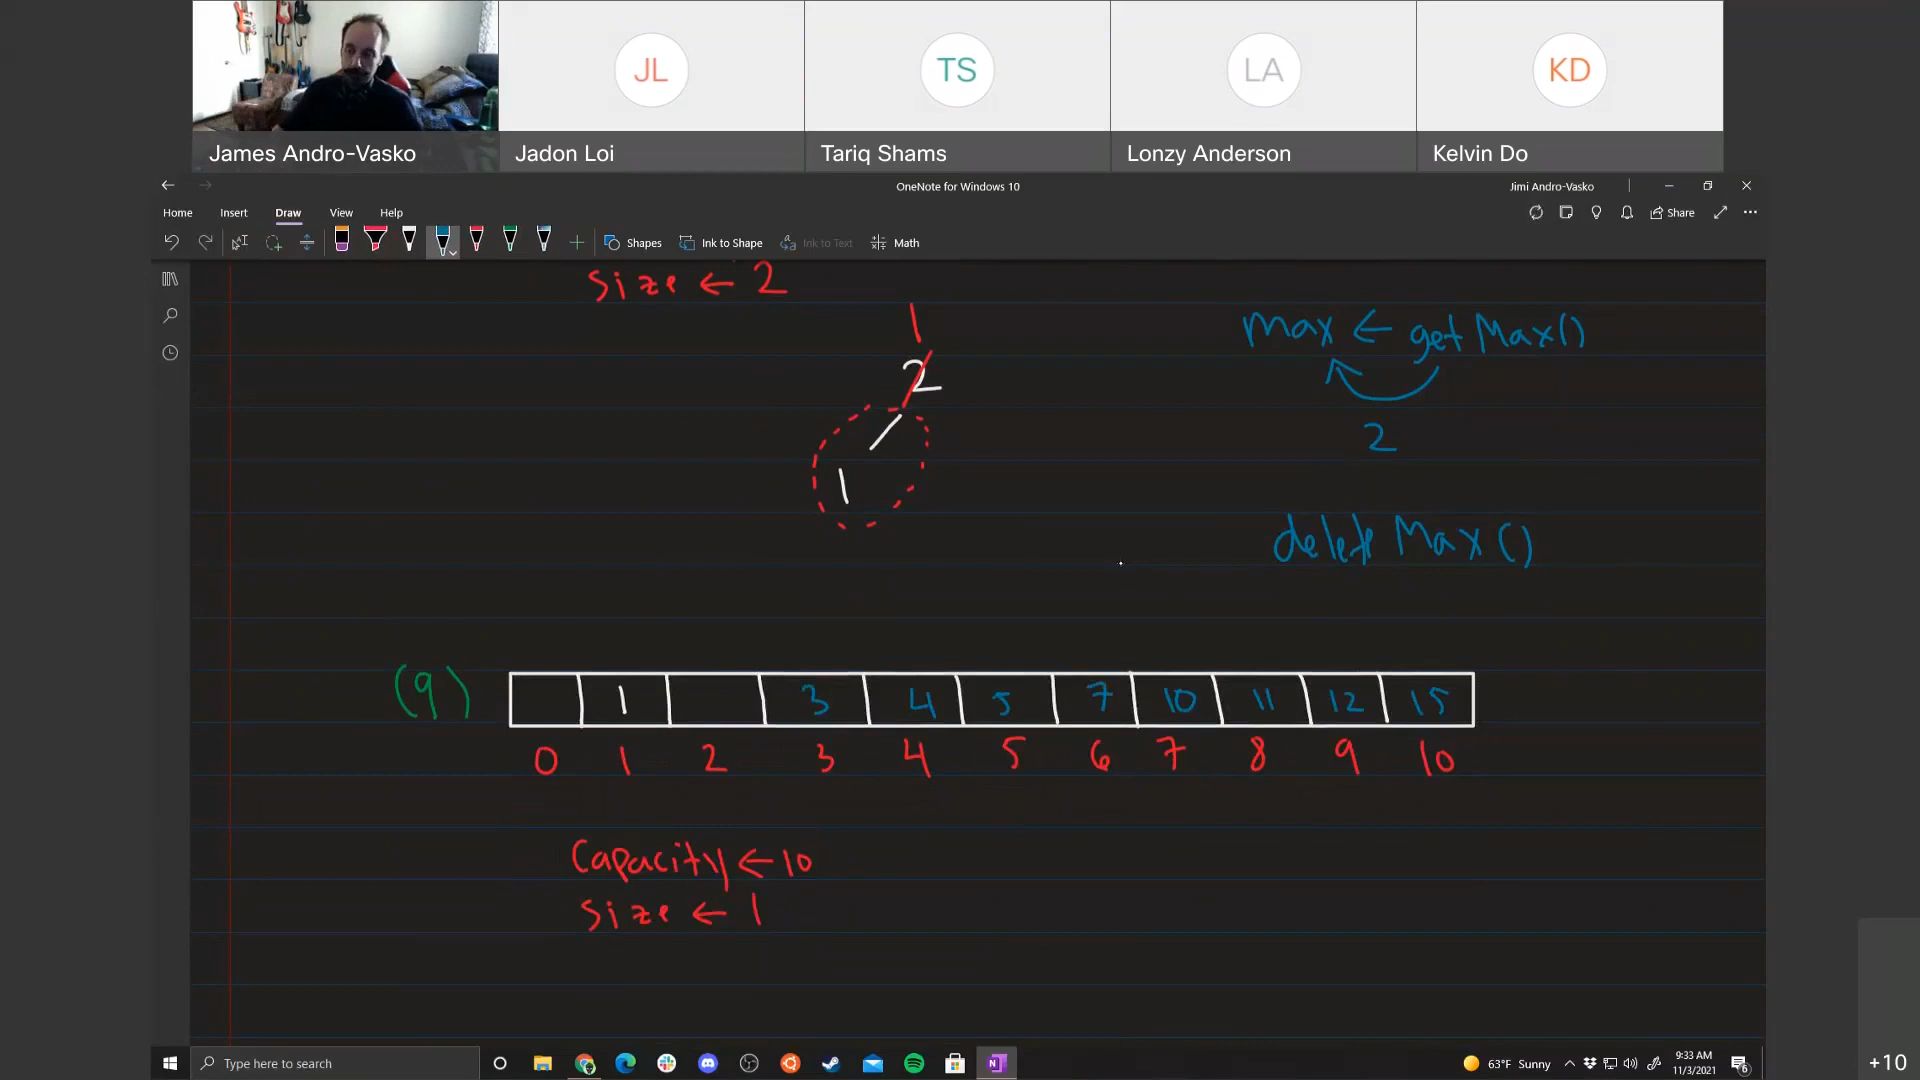 JL
TS
LA
KD
James Andro-Vasko
Jadon Loi
Tariq Shams
Lonzy Anderson
Kelvin Do
OneNote for Windows 10
Jimi Andro-Vasko
Home Insert Draw View Help
Share
Shapes
Ink to Shape
Ink to Text
Math
Size ← 2
1
2
1
max ← getMax()
2
delete Max()
(9)
1 3 4 5 7 10 11 12 15
0 1 2 3 4 5 6 7 8 9 10
Capacity ← 10
Size ← 1
Type here to search
63°F Sunny
9:33 AM
11/3/2021
6
+10